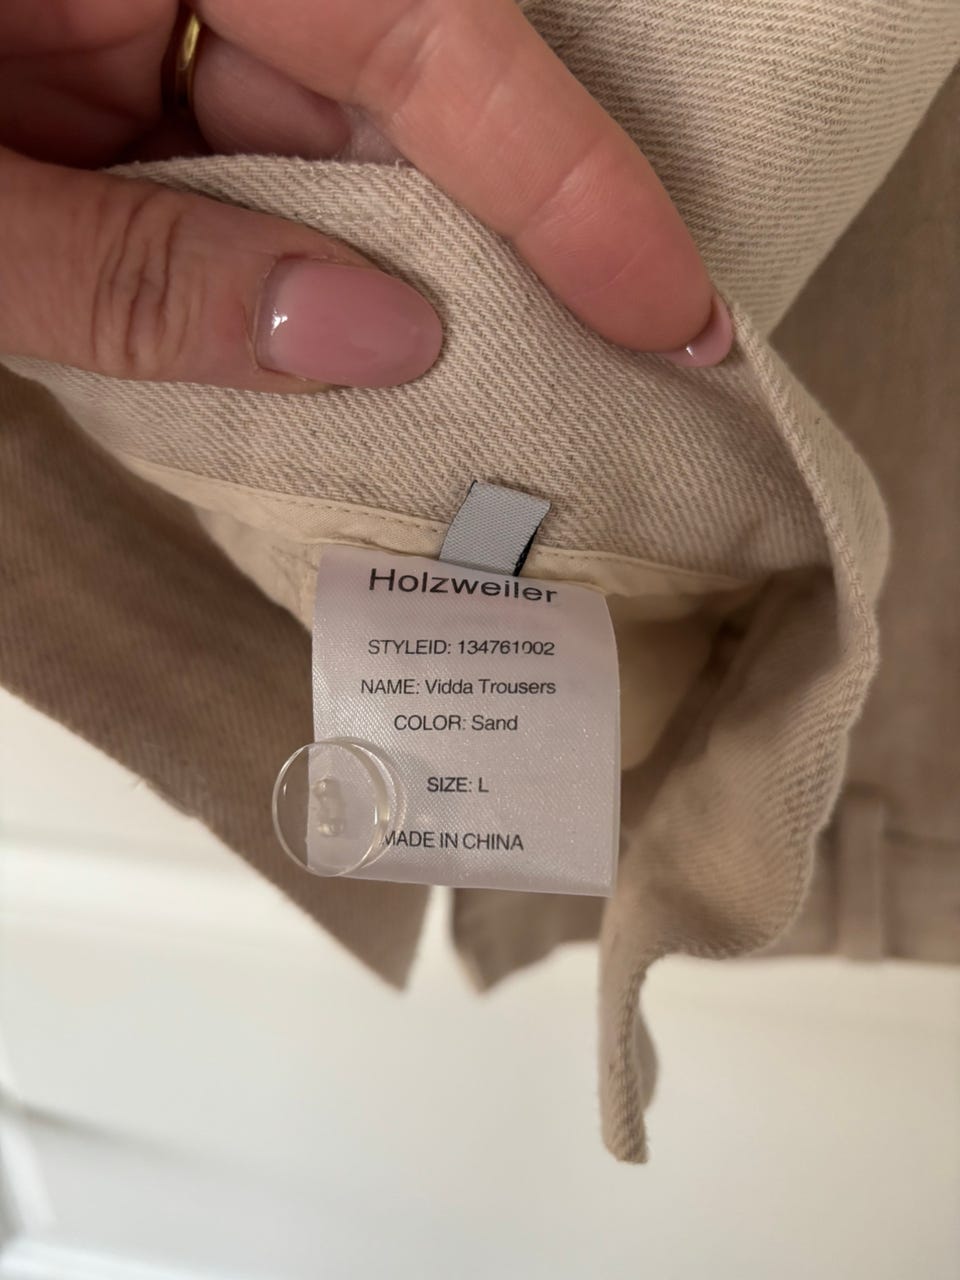 Holzweiler
STYLEID: 134761002
NAME: Vidda Trousers
COLOR: Sand
SIZE: L
MADE IN CHINA